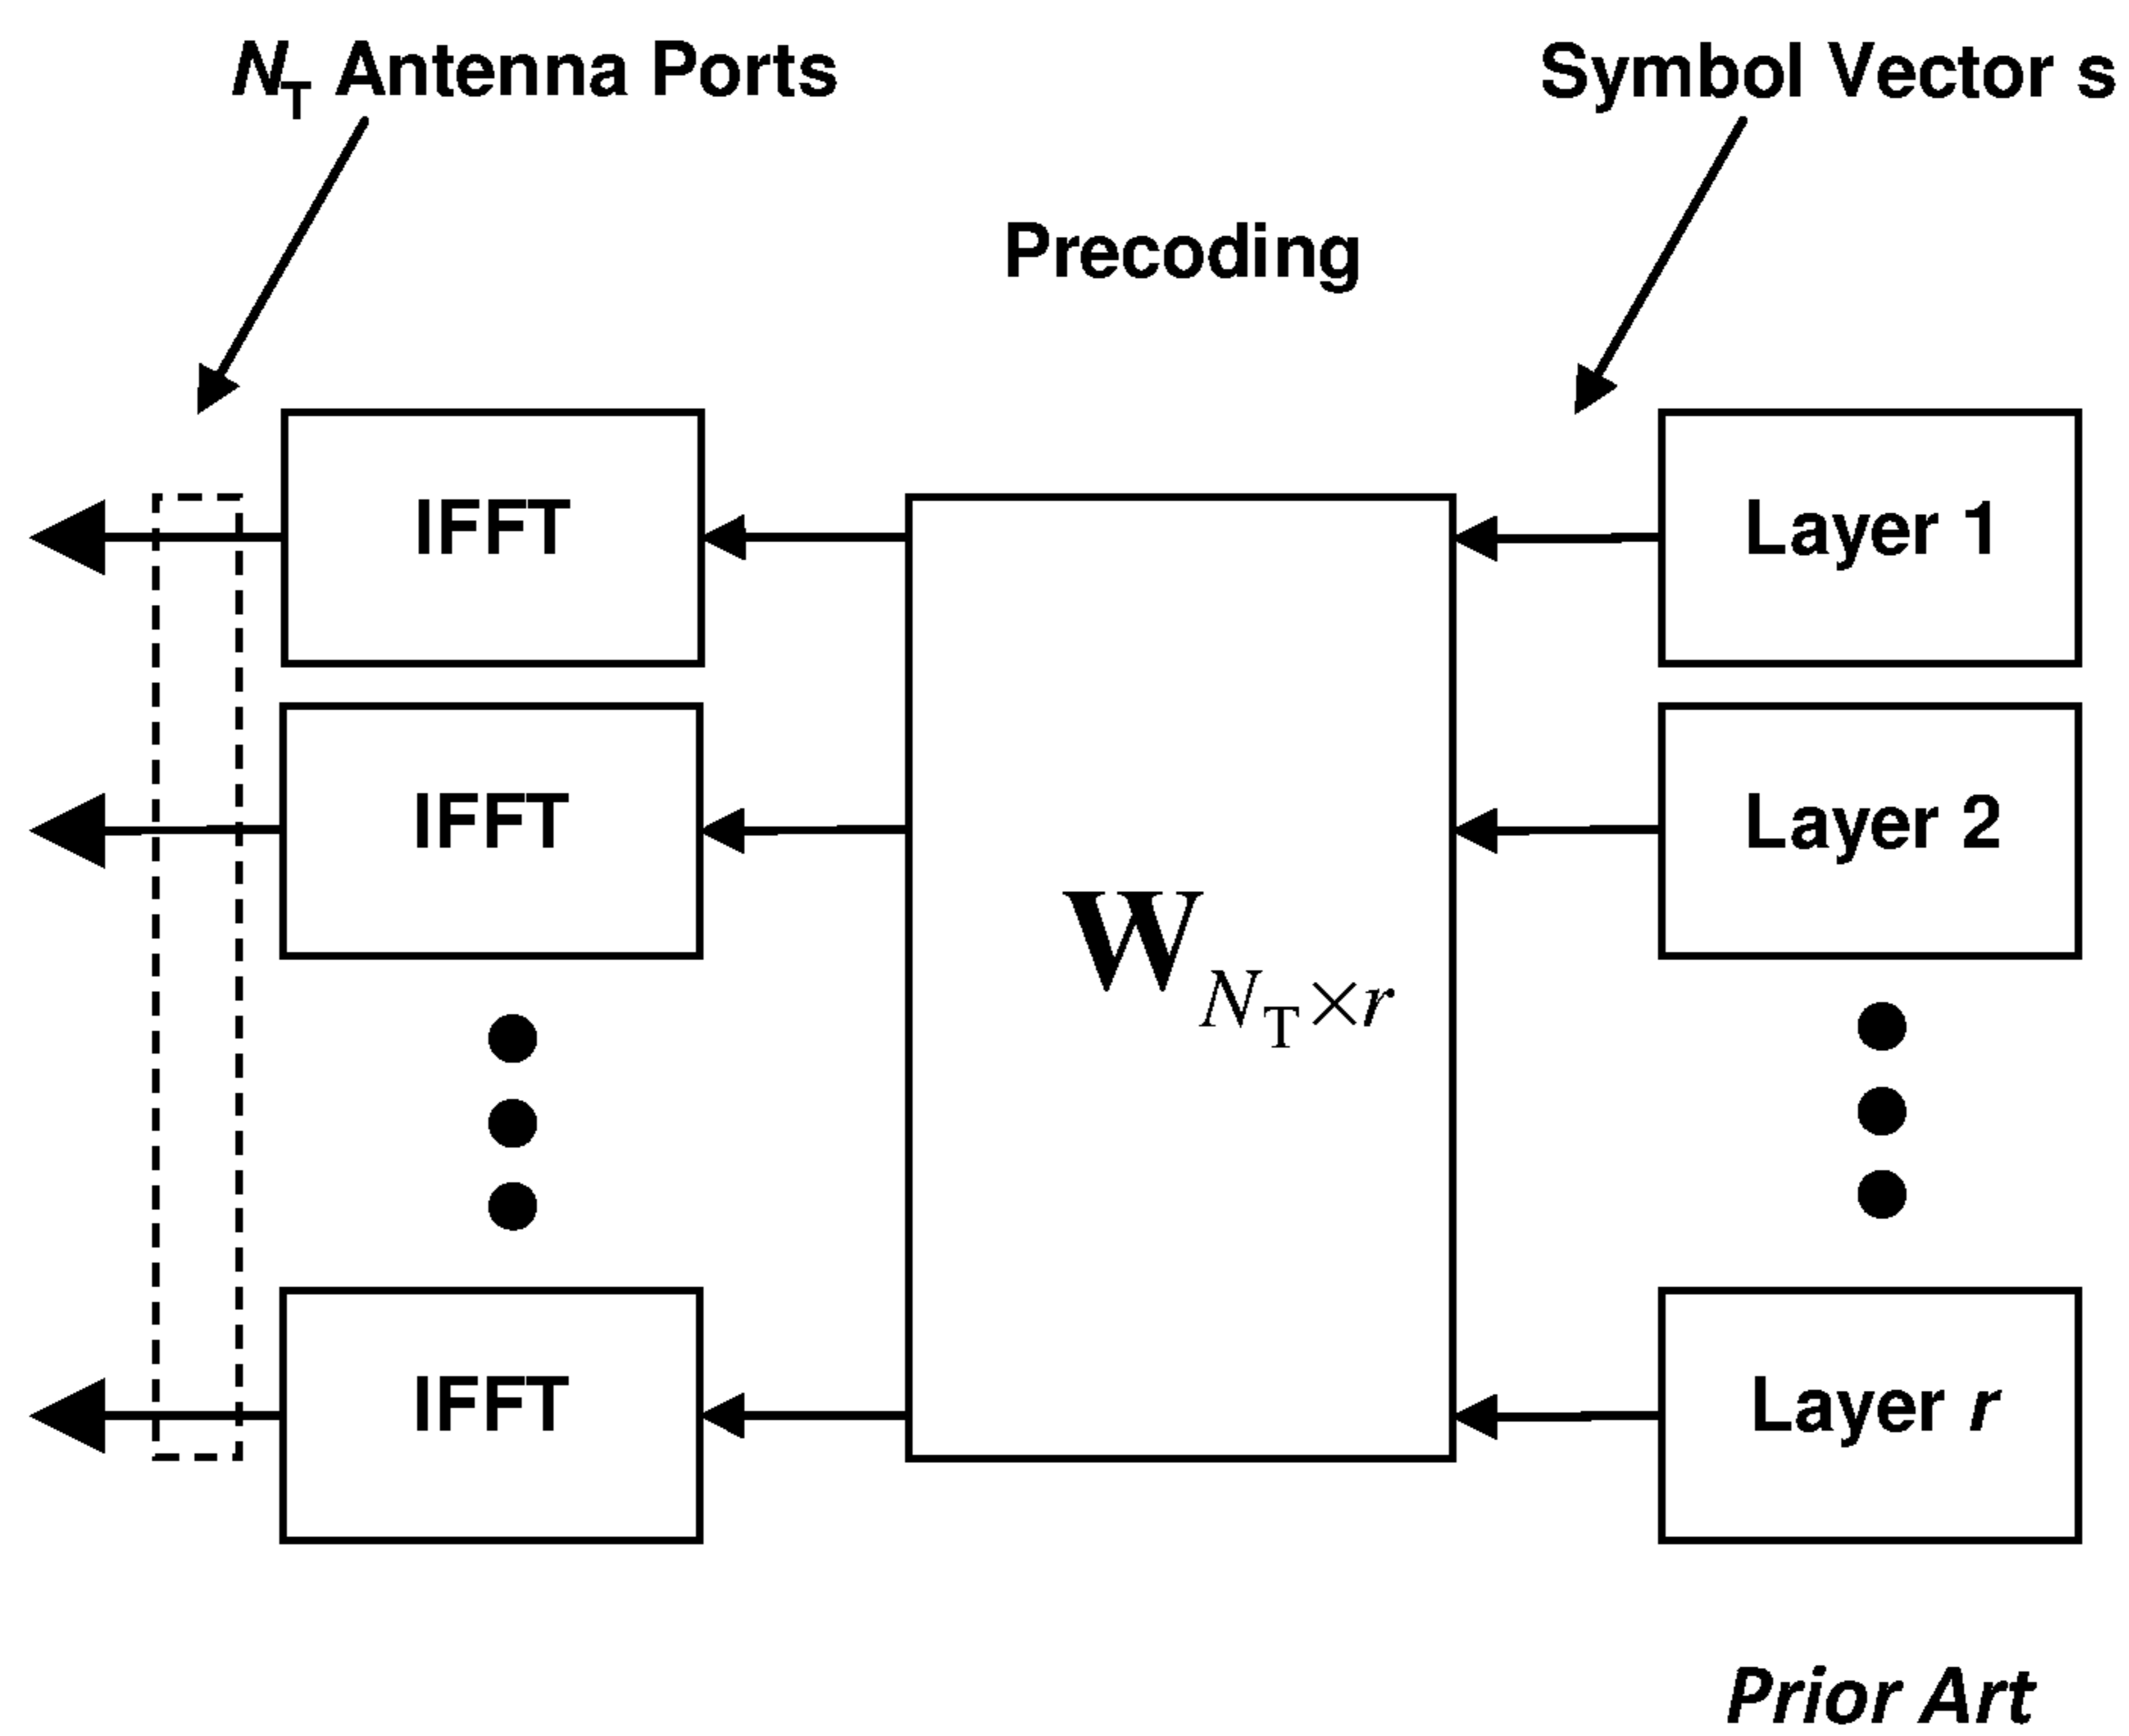 N_T Antenna Ports
Symbol Vector s
Precoding
IFFT
Layer 1
IFFT
Layer 2
W_{N_T×r}
IFFT
Layer r
Prior Art